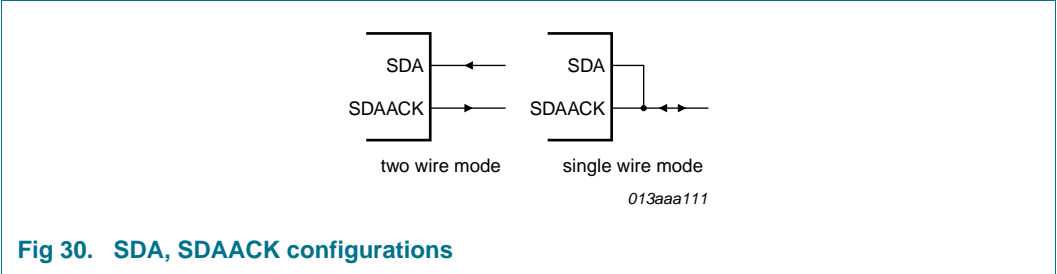 SDA
SDAACK
two wire mode
SDA
SDAACK
single wire mode
013aaa111
Fig 30. SDA, SDAACK configurations